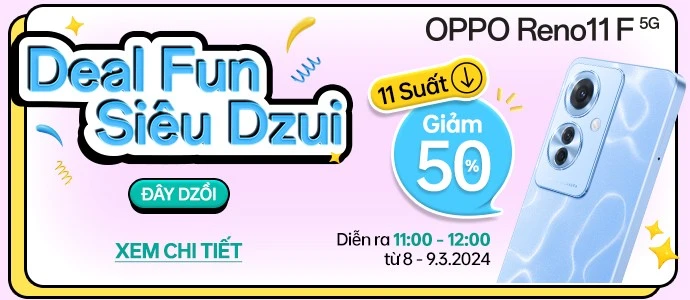 OPPO Reno11 F 5G
Deal Fun
Siêu Dzui
11 Suất
Giảm
50%
ĐÂY DZỒI
XEM CHI TIẾT
Diễn ra 11:00 - 12:00
từ 8 - 9.3.2024